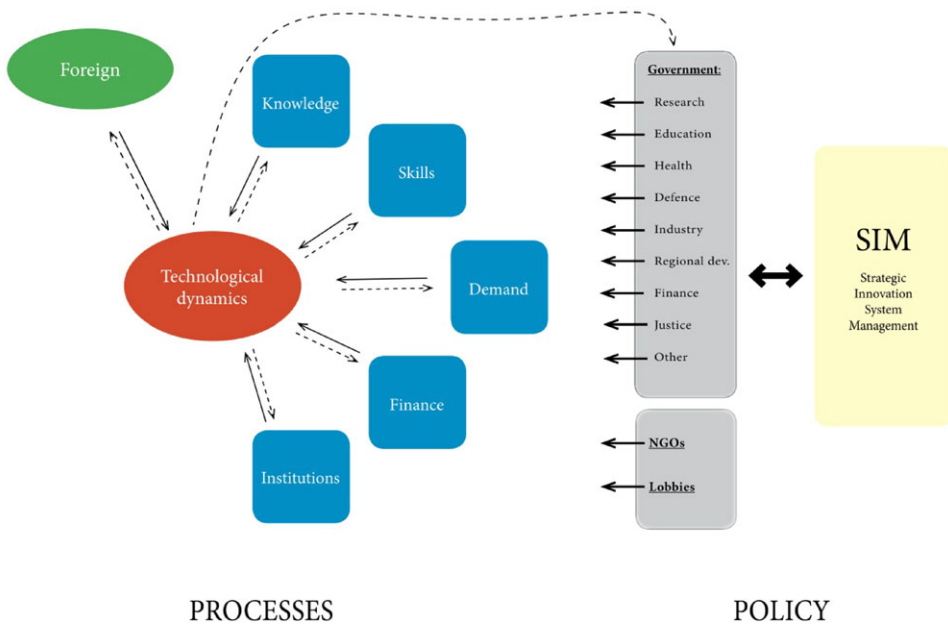 Foreign
Knowledge
Skills
Technological
dynamics
Demand
Finance
Institutions
Government:
Research
Education
Health
Defence
Industry
Regional dev.
Finance
Justice
Other
NGOs
Lobbies
SIM
Strategic
Innovation
System
Management
PROCESSES
POLICY